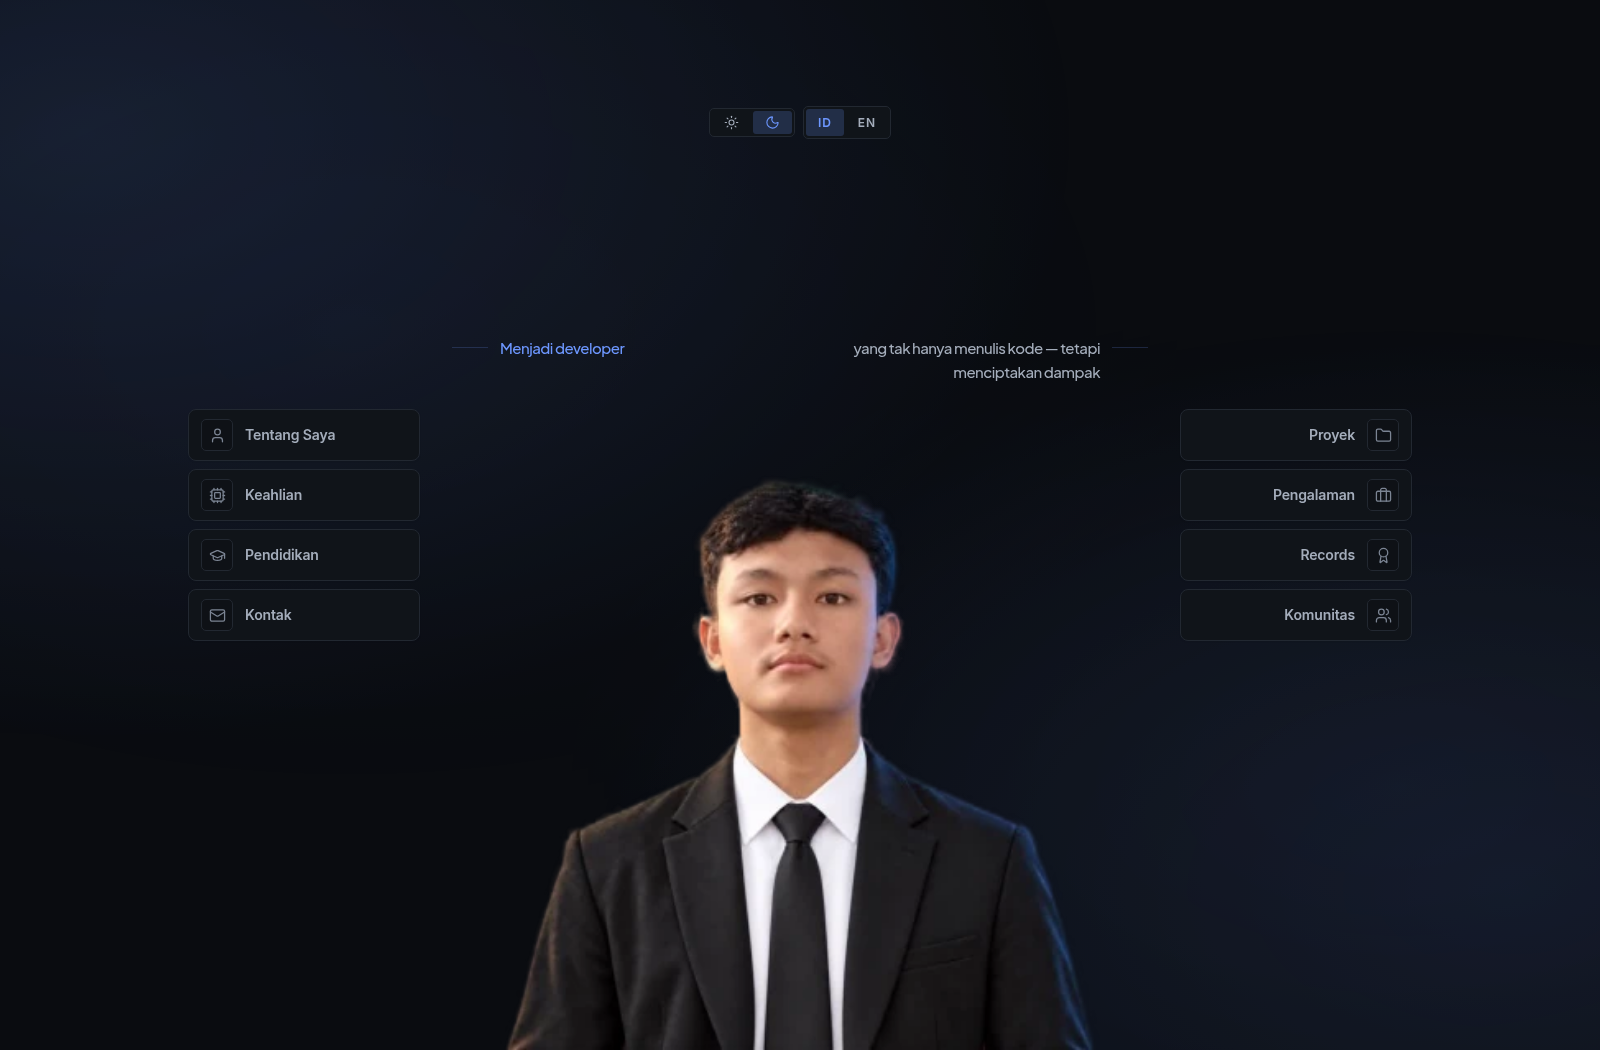 ID EN
Menjadi developer
yang tak hanya menulis kode — tetapi
menciptakan dampak
Tentang Saya
Keahlian
Pendidikan
Kontak
Proyek
Pengalaman
Records
Komunitas